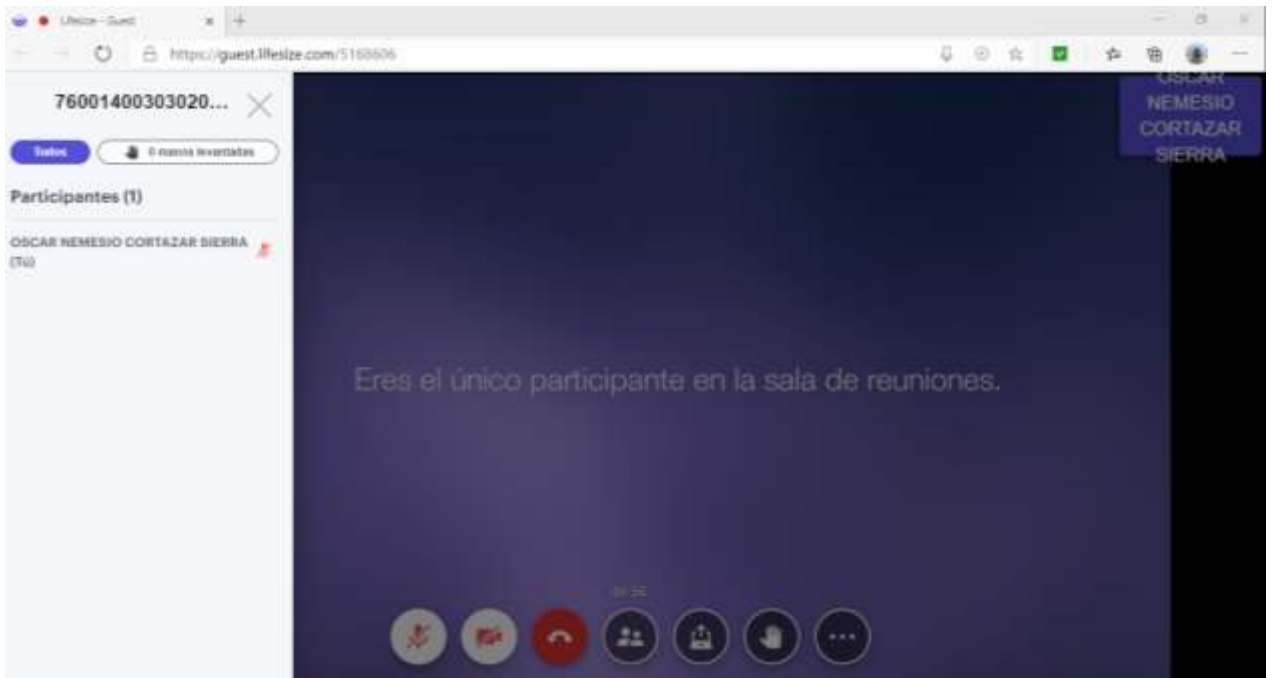 Lifesize - Guest
https://guest.lifesize.com/5168606
76001400303020...
Todos
0 manos levantadas
Participantes (1)
OSCAR NEMESIO CORTAZAR SIERRA
(Tú)
OSCAR
NEMESIO
CORTAZAR
SIERRA
Eres el único participante en la sala de reuniones.